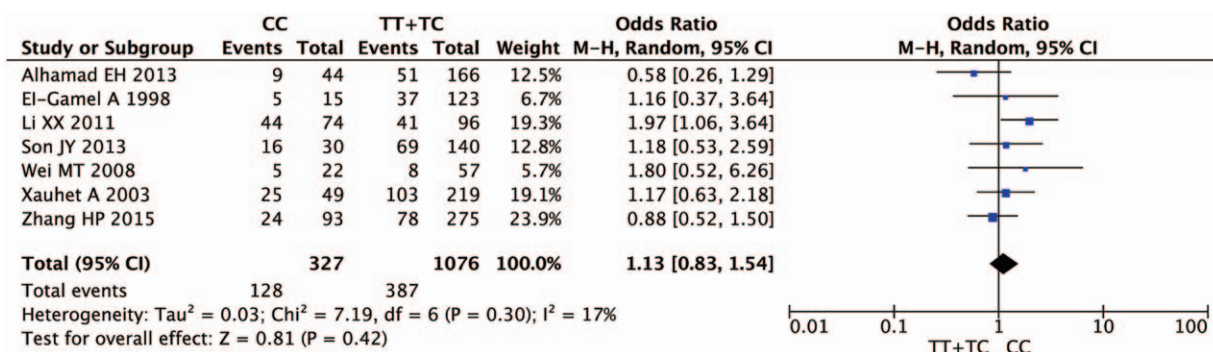 CC TT+TC Odds Ratio Odds Ratio
Study or Subgroup Events Total Events Total Weight M-H, Random, 95% CI M-H, Random, 95% CI
Alhamad EH 2013 9 44 51 166 12.5% 0.58 [0.26, 1.29]
El-Gamel A 1998 5 15 37 123 6.7% 1.16 [0.37, 3.64]
Li XX 2011 44 74 41 96 19.3% 1.97 [1.06, 3.64]
Son JY 2013 16 30 69 140 12.8% 1.18 [0.53, 2.59]
Wei MT 2008 5 22 8 57 5.7% 1.80 [0.52, 6.26]
Xauhet A 2003 25 49 103 219 19.1% 1.17 [0.63, 2.18]
Zhang HP 2015 24 93 78 275 23.9% 0.88 [0.52, 1.50]
Total (95% CI) 327 1076 100.0% 1.13 [0.83, 1.54]
Total events 128 387
Heterogeneity: Tau² = 0.03; Chi² = 7.19, df = 6 (P = 0.30); I² = 17%
Test for overall effect: Z = 0.81 (P = 0.42)
0.01 0.1 1 10 100
TT+TC CC